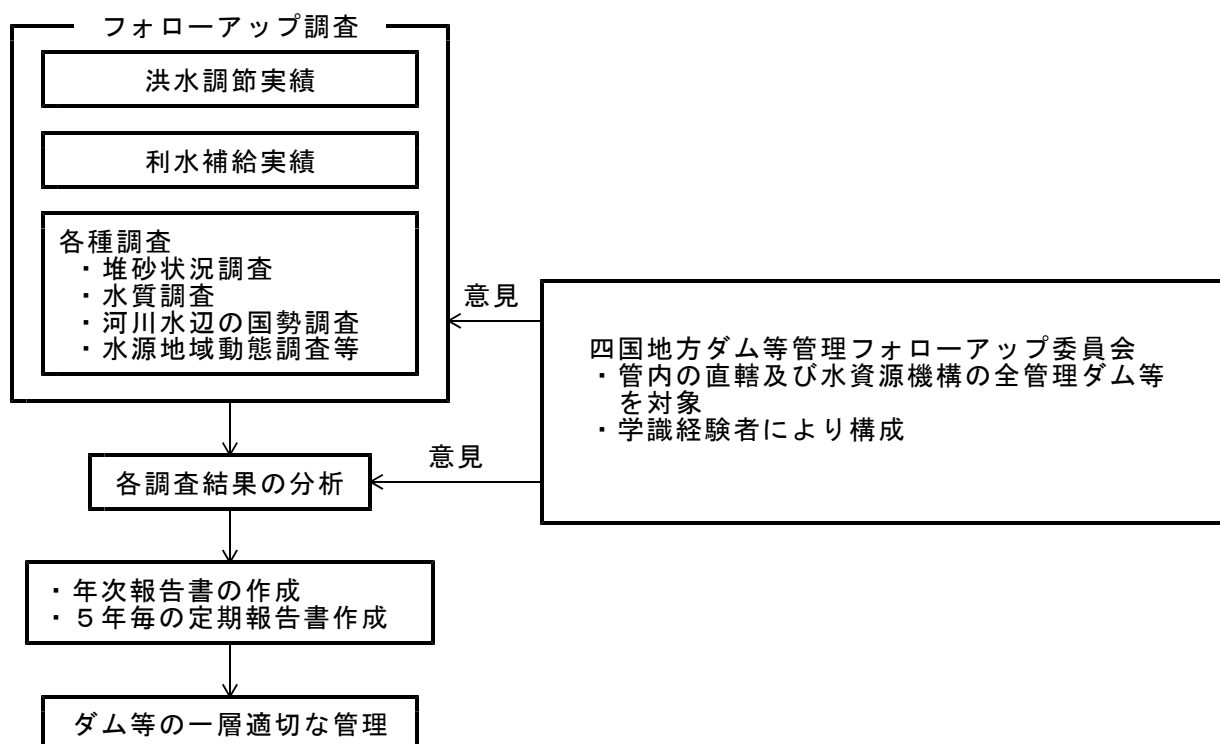 フォローアップ調査
洪水調節実績
利水補給実績
各種調査
・堆砂状況調査
・水質調査
・河川水辺の国勢調査
・水源地域動態調査等
意見
四国地方ダム等管理フォローアップ委員会
・管内の直轄及び水資源機構の全管理ダム等
を対象
・学識経験者により構成
意見
各調査結果の分析
・年次報告書の作成
・５年毎の定期報告書作成
ダム等の一層適切な管理